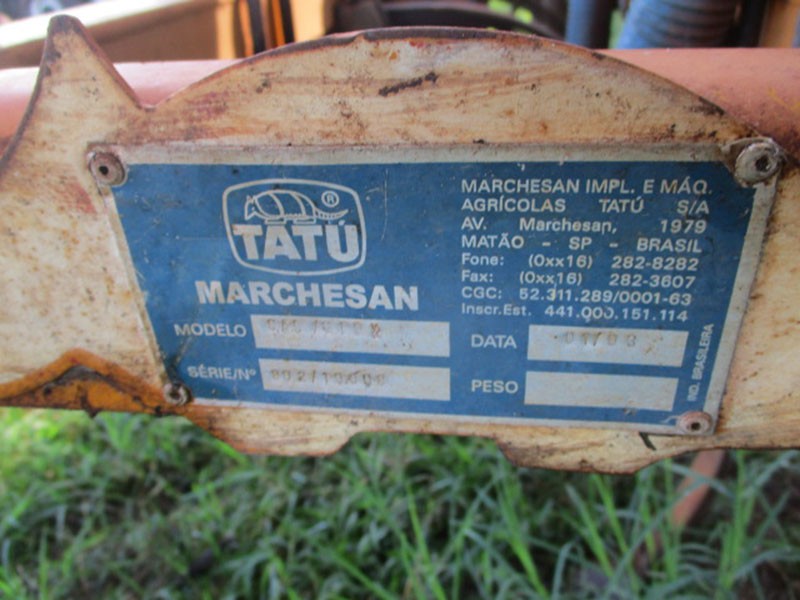 TATÚ
®
MARCHESAN
MARCHESAN IMPL. E MÁQ.
AGRÍCOLAS TATÚ S/A
AV. Marchesan, 1979
MATÃO - SP - BRASIL
Fone: (0xx16) 282-8282
Fax: (0xx16) 282-3607
CGC: 52.311.289/0001-63
Inscr.Est. 441.000.151.114
MODELO
DATA 01/03
SÉRIE/Nº
PESO
IND. BRASILEIRA